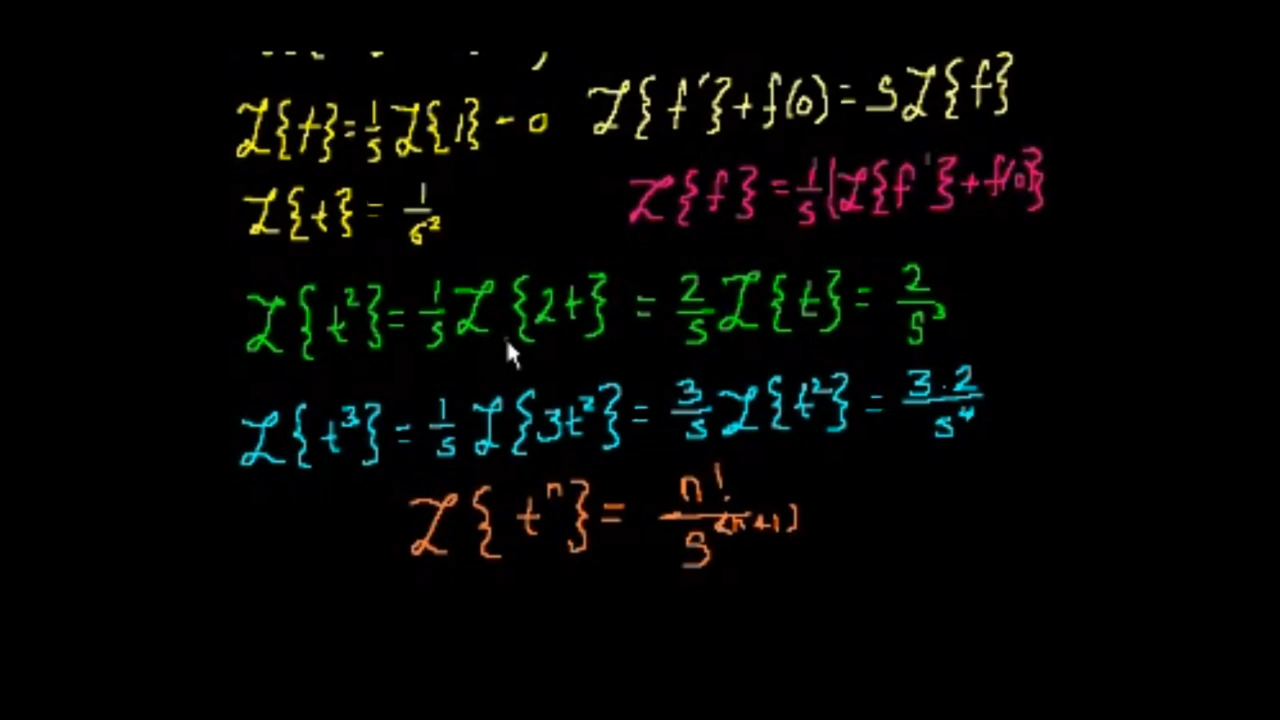 ℒ{t} = 1/s ℒ{1} - 0
ℒ{f'} + f(0) = sℒ{f}
ℒ{f} = 1/s (ℒ{f'} + f(0))
ℒ{t} = 1/s²
ℒ{t²} = 1/s ℒ{2t} = 2/s ℒ{t} = 2/s³
ℒ{t³} = 1/s ℒ{3t²} = 3/s ℒ{t²} = 3·2/s⁴
ℒ{tⁿ} = n!/s^(n+1)